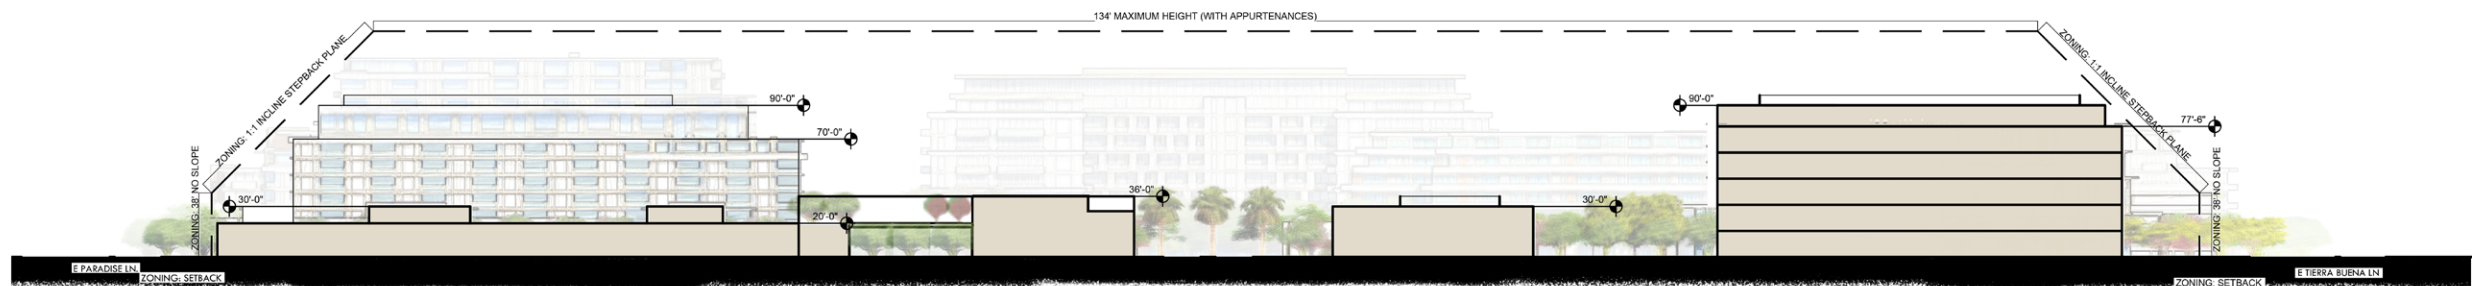 134' MAXIMUM HEIGHT (WITH APPURTENANCES)
ZONING: 1:1 INCLINE STEPBACK PLANE
ZONING: 1:1 INCLINE STEPBACK PLANE
90'-0"
90'-0"
77'-6"
70'-0"
ZONING: 38' NO SLOPE
ZONING: 38' NO SLOPE
30'-0"
36'-0"
30'-0"
20'-0"
E PARADISE LN.
ZONING: SETBACK
E TIERRA BUENA LN
ZONING: SETBACK